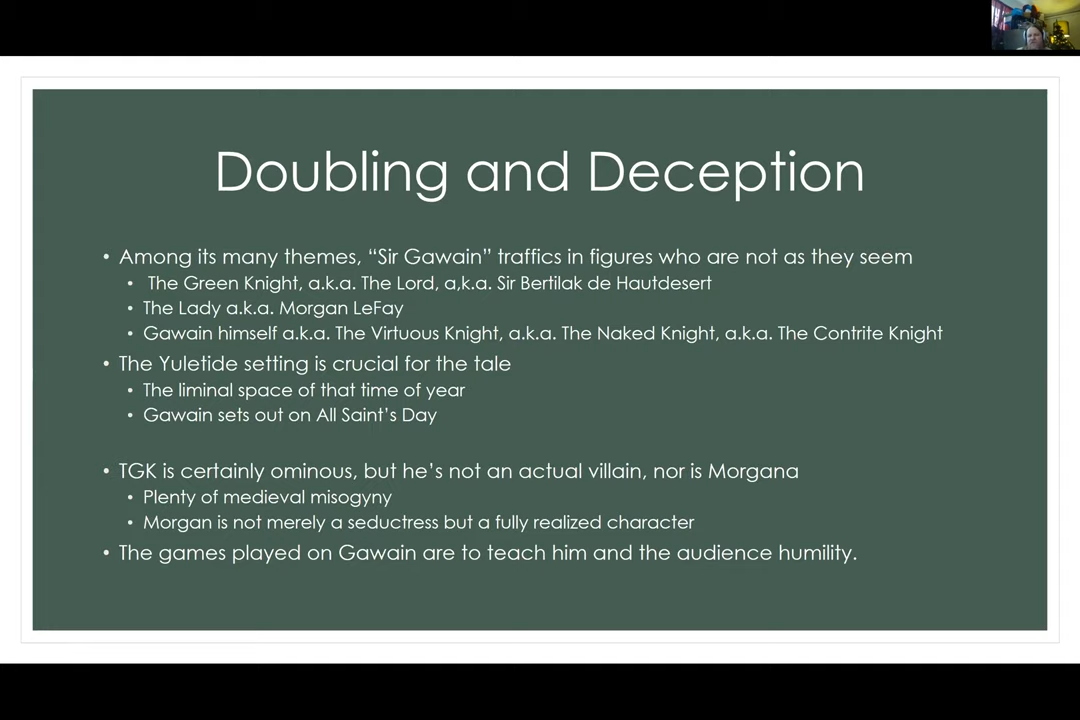 Doubling and Deception
• Among its many themes, “Sir Gawain” traffics in figures who are not as they seem
• The Green Knight, a.k.a. The Lord, a,k.a. Sir Bertilak de Hautdesert
• The Lady a.k.a. Morgan LeFay
• Gawain himself a.k.a. The Virtuous Knight, a.k.a. The Naked Knight, a.k.a. The Contrite Knight
• The Yuletide setting is crucial for the tale
• The liminal space of that time of year
• Gawain sets out on All Saint’s Day
• TGK is certainly ominous, but he’s not an actual villain, nor is Morgana
• Plenty of medieval misogyny
• Morgan is not merely a seductress but a fully realized character
• The games played on Gawain are to teach him and the audience humility.